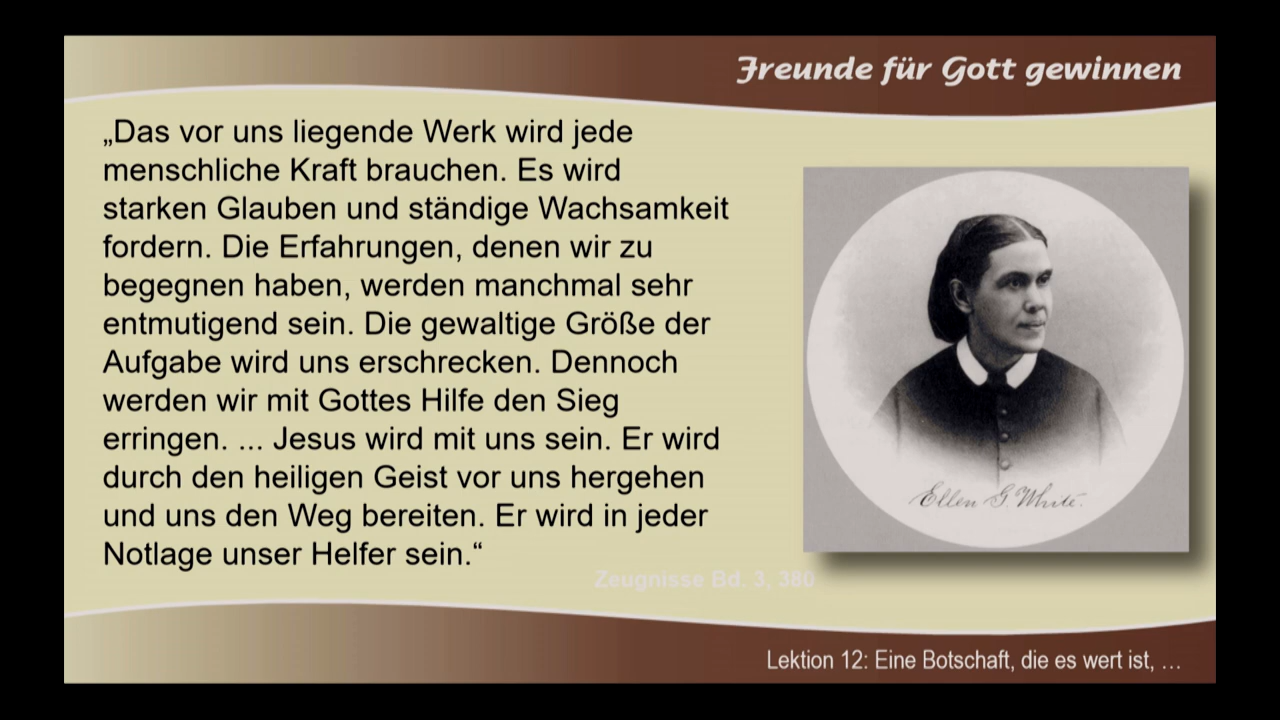 Freunde für Gott gewinnen
„Das vor uns liegende Werk wird jede
menschliche Kraft brauchen. Es wird
starken Glauben und ständige Wachsamkeit
fordern. Die Erfahrungen, denen wir zu
begegnen haben, werden manchmal sehr
entmutigend sein. Die gewaltige Größe der
Aufgabe wird uns erschrecken. Dennoch
werden wir mit Gottes Hilfe den Sieg
erringen. ... Jesus wird mit uns sein. Er wird
durch den heiligen Geist vor uns hergehen
und uns den Weg bereiten. Er wird in jeder
Notlage unser Helfer sein.“
Ellen G. White.
Zeugnisse Bd. 3, 380
Lektion 12: Eine Botschaft, die es wert ist, …